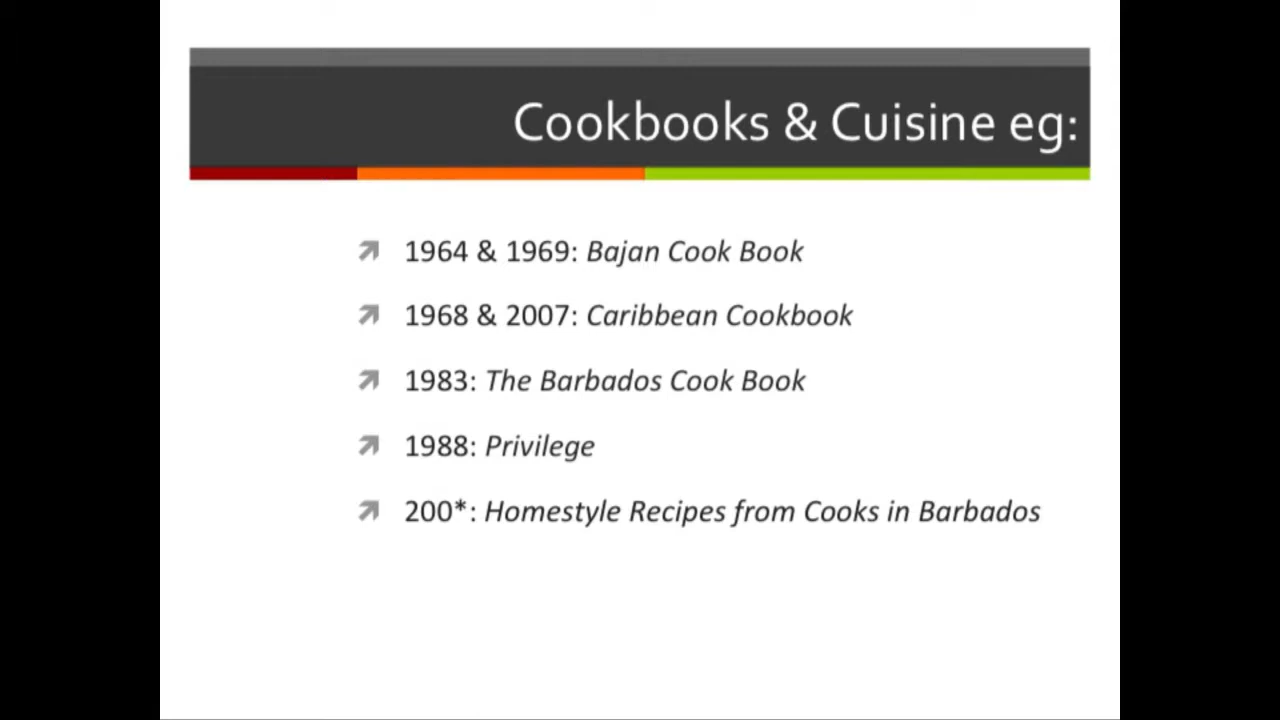 Cookbooks & Cuisine eg:
1964 & 1969: Bajan Cook Book
1968 & 2007: Caribbean Cookbook
1983: The Barbados Cook Book
1988: Privilege
200*: Homestyle Recipes from Cooks in Barbados